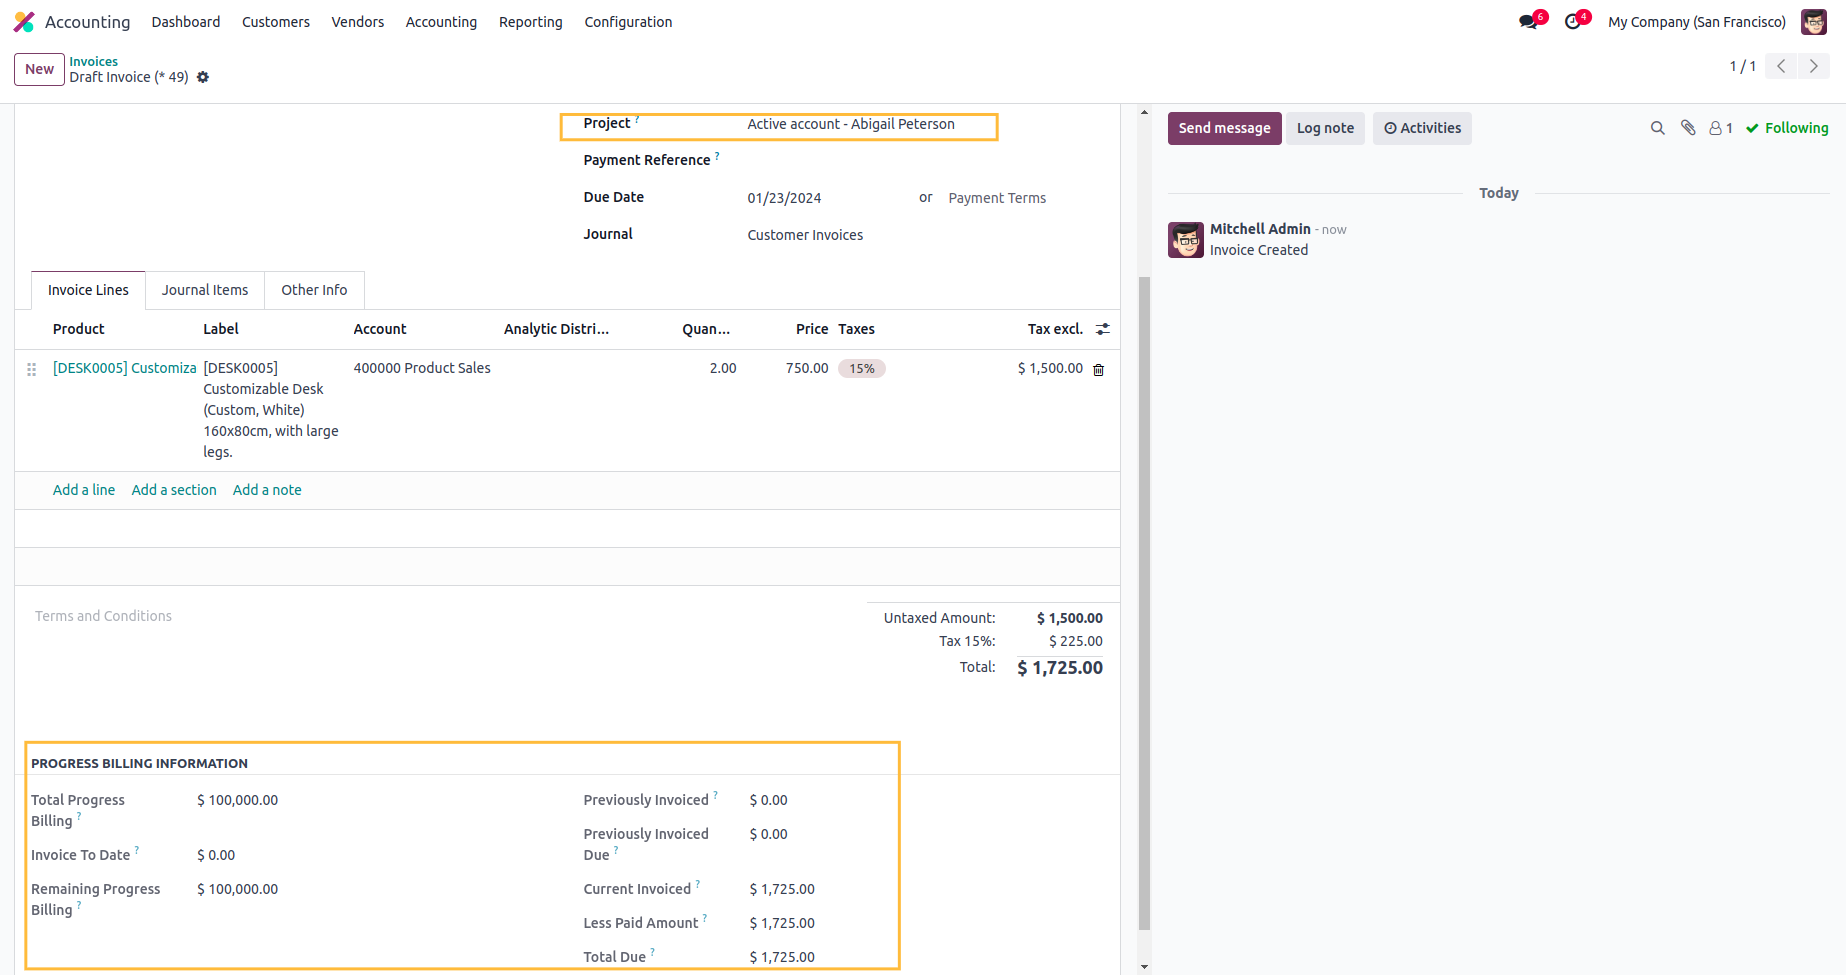 Accounting Dashboard Customers Vendors Accounting Reporting Configuration 6 4 My Company (San Francisco)
New
Invoices
Draft Invoice (* 49)
1 / 1
Project ? Active account - Abigail Peterson
Payment Reference ?
Due Date 01/23/2024 or Payment Terms
Journal Customer Invoices
Send message Log note Activities 1 Following
Today
Mitchell Admin - now
Invoice Created
Invoice Lines Journal Items Other Info
Product Label Account Analytic Distri... Quan... Price Taxes Tax excl.
[DESK0005] Customiza [DESK0005] 400000 Product Sales 2.00 750.00 15% $ 1,500.00
Customizable Desk
(Custom, White)
160x80cm, with large
legs.
Add a line Add a section Add a note
Terms and Conditions
Untaxed Amount: $ 1,500.00
Tax 15%: $ 225.00
Total: $ 1,725.00
PROGRESS BILLING INFORMATION
Total Progress
Billing ? $ 100,000.00
Invoice To Date ? $ 0.00
Remaining Progress
Billing ? $ 100,000.00
Previously Invoiced ? $ 0.00
Previously Invoiced
Due ? $ 0.00
Current Invoiced ? $ 1,725.00
Less Paid Amount ? $ 1,725.00
Total Due ? $ 1,725.00